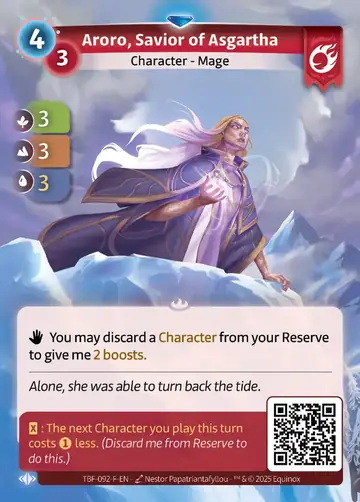 4
Aroro, Savior of Asgartha
3
Character - Mage
3
3
3
You may discard a Character from your Reserve
to give me 2 boosts.
Alone, she was able to turn back the tide.
X : The next Character you play this turn
costs 1 less. (Discard me from Reserve to
do this.)
TBF-092-F-EN - Nestor Papatriantafyllou - ™ & © 2025 Equinox